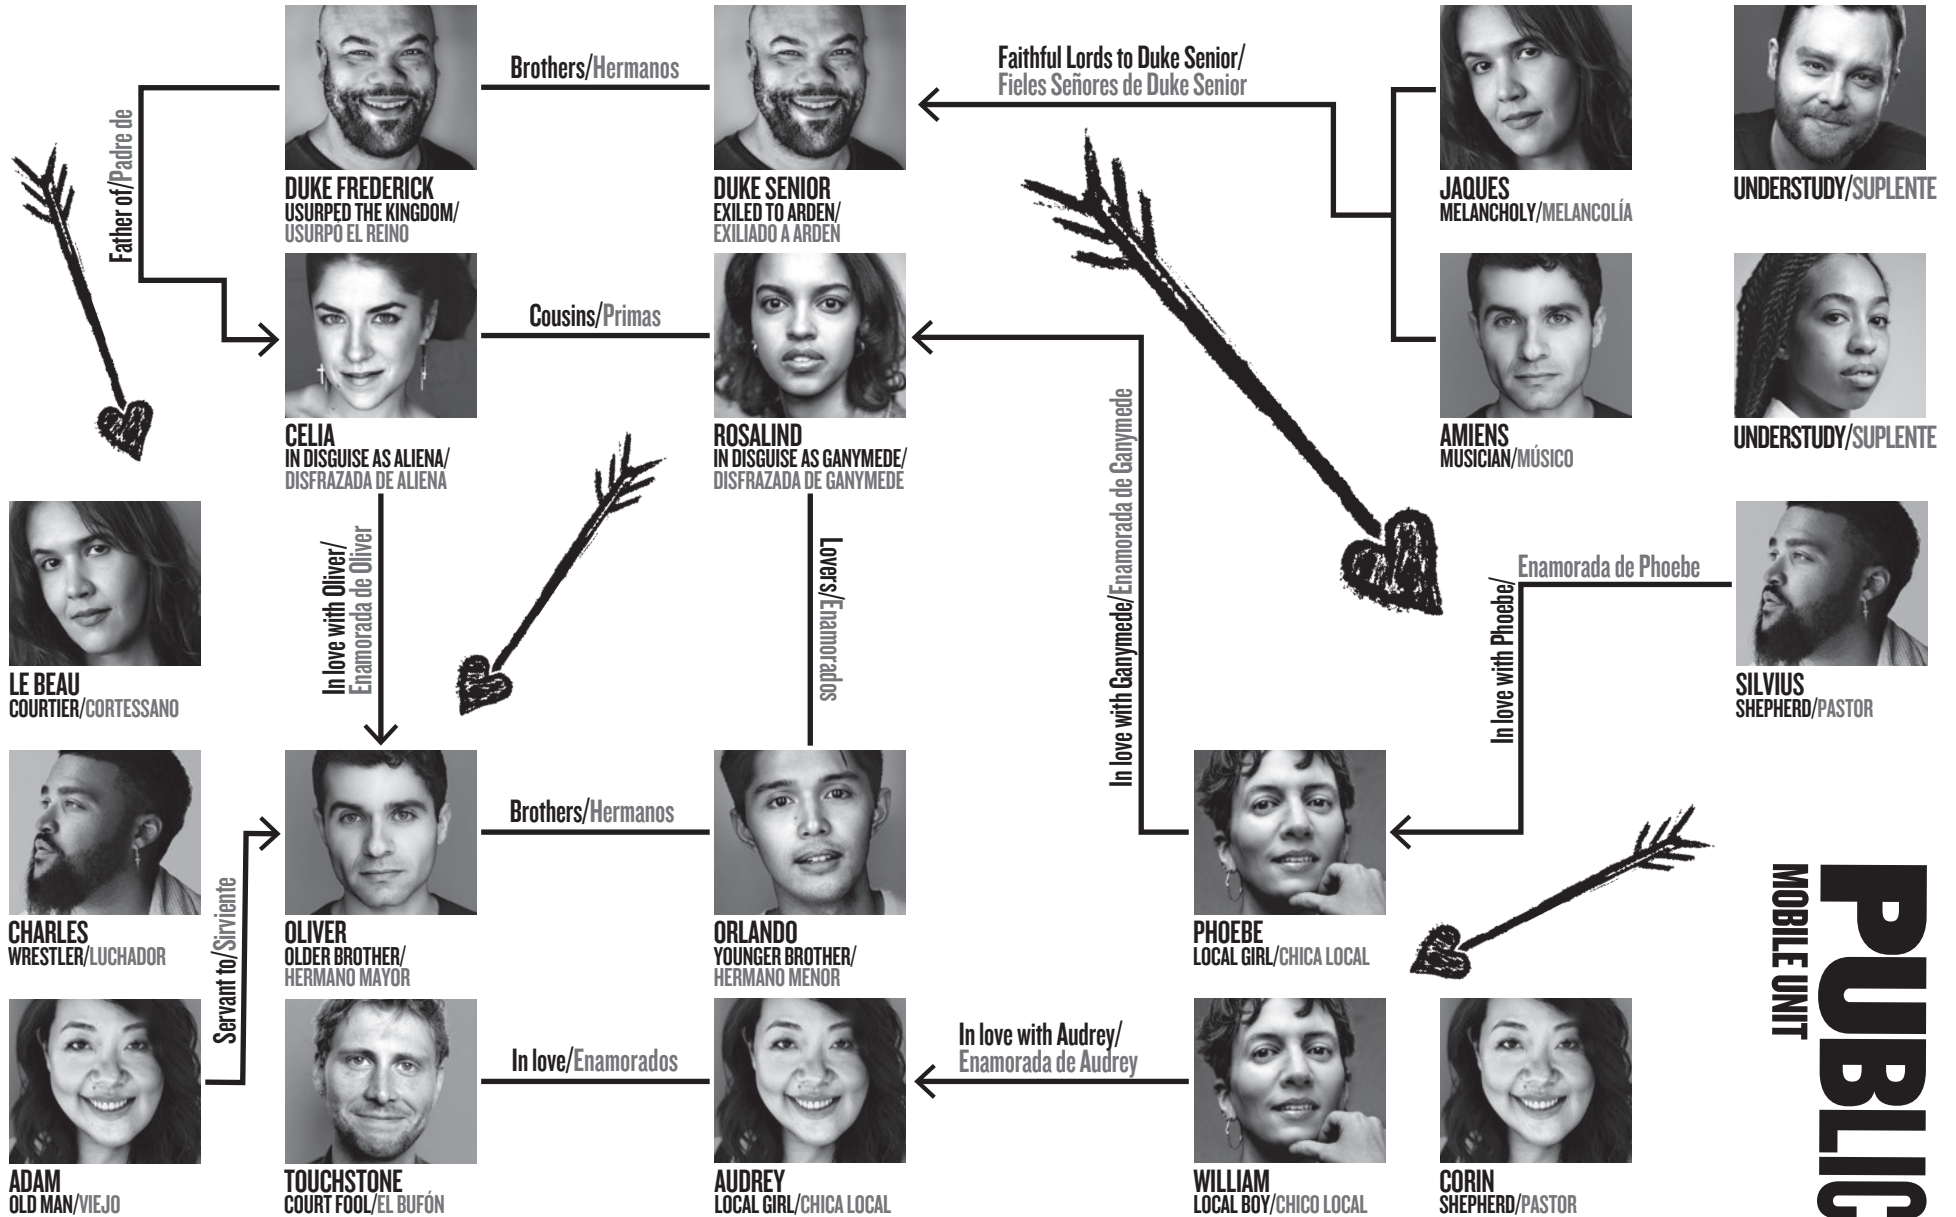 Brothers/Hermanos
Faithful Lords to Duke Senior/
Fieles Señores de Duke Senior
Father of/Padre de
DUKE FREDERICK
USURPED THE KINGDOM/
USURPÓ EL REINO
DUKE SENIOR
EXILED TO ARDEN/
EXILIADO A ARDEN
JAQUES
MELANCHOLY/MELANCOLÍA
UNDERSTUDY/SUPLENTE
Cousins/Primas
CELIA
IN DISGUISE AS ALIENA/
DISFRAZADA DE ALIENA
ROSALIND
IN DISGUISE AS GANYMEDE/
DISFRAZADA DE GANYMEDE
AMIENS
MUSICIAN/MÚSICO
UNDERSTUDY/SUPLENTE
In love with Oliver/
Enamorada de Oliver
Lovers/Enamorados
In love with Ganymede/Enamorada de Ganymede
In love with Phoebe/
Enamorada de Phoebe
LE BEAU
COURTIER/CORTESSANO
SILVIUS
SHEPHERD/PASTOR
Brothers/Hermanos
CHARLES
WRESTLER/LUCHADOR
Servant to/Sirviente
OLIVER
OLDER BROTHER/
HERMANO MAYOR
ORLANDO
YOUNGER BROTHER/
HERMANO MENOR
PHOEBE
LOCAL GIRL/CHICA LOCAL
In love/Enamorados
In love with Audrey/
Enamorada de Audrey
ADAM
OLD MAN/VIEJO
TOUCHSTONE
COURT FOOL/EL BUFÓN
AUDREY
LOCAL GIRL/CHICA LOCAL
WILLIAM
LOCAL BOY/CHICO LOCAL
CORIN
SHEPHERD/PASTOR
PUBLIC
MOBILE UNIT